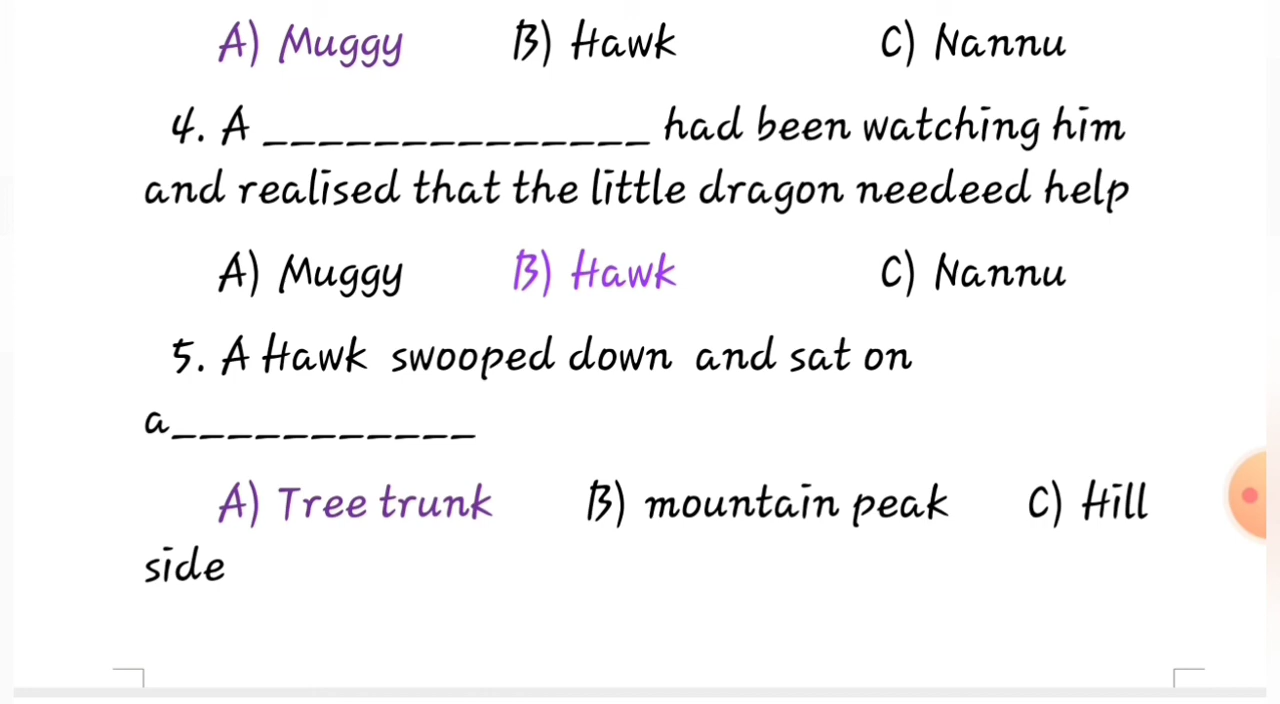 A) Muggy B) Hawk C) Nannu
4. A ______________ had been watching him
and realised that the little dragon needeed help
A) Muggy B) Hawk C) Nannu
5. A Hawk swooped down and sat on
a___________
A) Tree trunk B) mountain peak C) Hill
side